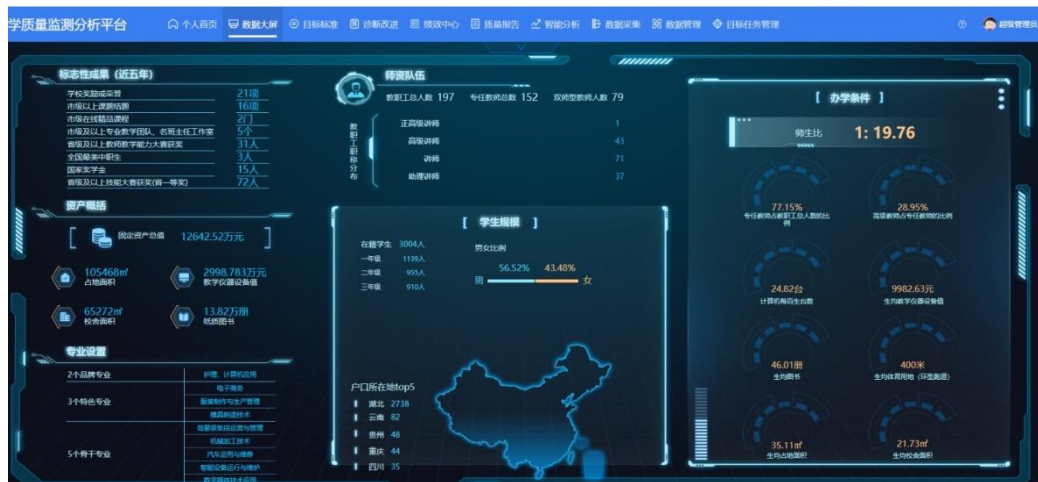 学质量监测分析平台 个人首页 数据大屏 目标标准 诊断改进 绩效中心 质量报告 智能分析 数据采集 数据管理 目标任务管理 超级管理员
标志性成果（近五年）
学校奖励或荣誉 21项
市级以上课题结题 16项
市级在线精品课程 2门
市级及以上专业教学团队、名班主任工作室 5个
省级及以上教师教学能力大赛获奖 31人
全国最美中职生 3人
国家奖学金 15人
省级及以上技能大赛获奖(省一等奖) 72人
资产概括
固定资产总值 12642.52万元
105468㎡
占地面积
2998.783万元
教学仪器设备值
65272㎡
校舍面积
13.82万册
纸质图书
专业设置
2个品牌专业 护理、计算机应用
3个特色专业
电子商务
服装制作与生产管理
模具制造技术
5个骨干专业
高星级饭店运营与管理
机械加工技术
汽车运用与维修
智能设备运行与维护
数字媒体技术应用
师资队伍
教职工总人数 197 专任教师总数 152 双师型教师人数 79
教职工职称分布
正高级讲师 1
高级讲师 43
讲师 71
助理讲师 37
[ 学生规模 ]
在籍学生 3004人
一年级 1139人
二年级 955人
三年级 910人
男女比例
56.52% 43.48%
男 女
户口所在地top5
湖北 2738
云南 82
贵州 48
重庆 44
四川 35
[ 办学条件 ]
师生比 1: 19.76
77.15%
专任教师占教职工总人数的比例
28.95%
高级教师占专任教师的比例
24.82台
计算机每百生台数
9982.63元
生均教学仪器设备值
46.01册
生均图书
400米
生均体育用地（环型跑道）
35.11㎡
生均占地面积
21.73㎡
生均校舍面积